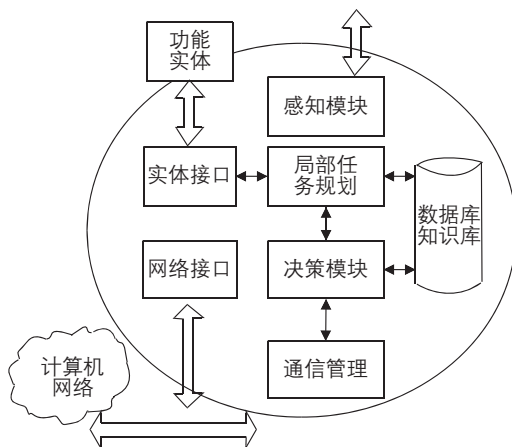 功能
实体
感知模块
实体接口
局部任
务规划
数据库
知识库
网络接口
决策模块
计算机
网络
通信管理